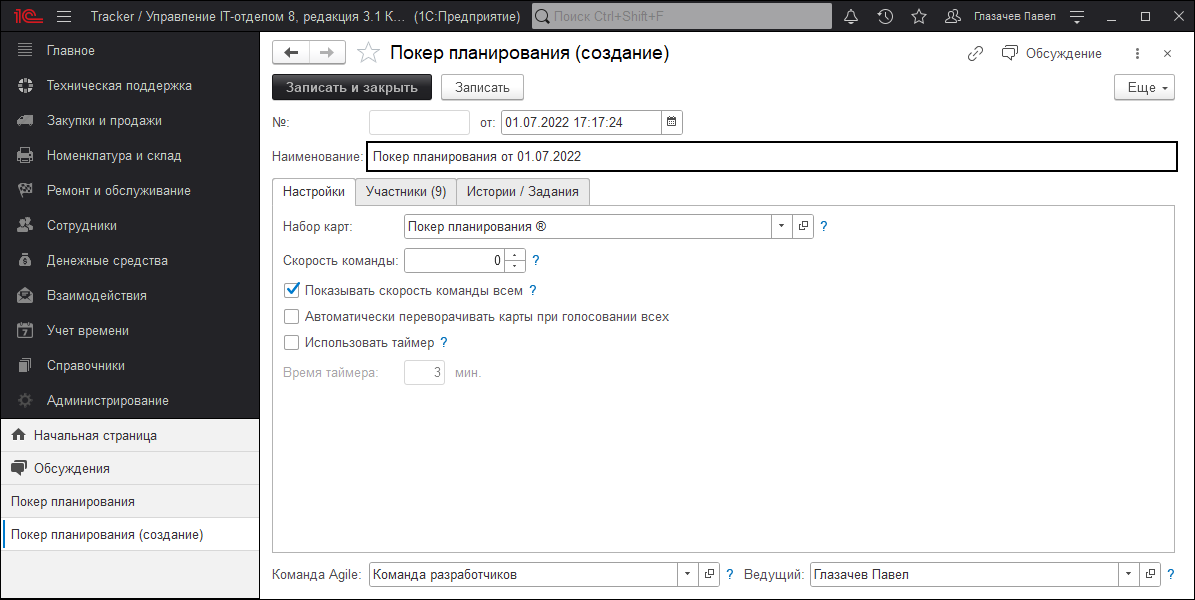 1С Tracker / Управление IT-отделом 8, редакция 3.1 К... (1С:Предприятие) Поиск Ctrl+Shift+F Глазачев Павел
Главное
Техническая поддержка
Закупки и продажи
Номенклатура и склад
Ремонт и обслуживание
Сотрудники
Денежные средства
Взаимодействия
Учет времени
Справочники
Администрирование
Начальная страница
Обсуждения
Покер планирования
Покер планирования (создание)
Покер планирования (создание) Обсуждение
Записать и закрыть Записать Еще
№: от: 01.07.2022 17:17:24
Наименование: Покер планирования от 01.07.2022
Настройки Участники (9) Истории / Задания
Набор карт: Покер планирования ® ?
Скорость команды: 0 ?
Показывать скорость команды всем ?
Автоматически переворачивать карты при голосовании всех
Использовать таймер ?
Время таймера: 3 мин.
Команда Agile: Команда разработчиков ? Ведущий: Глазачев Павел ?